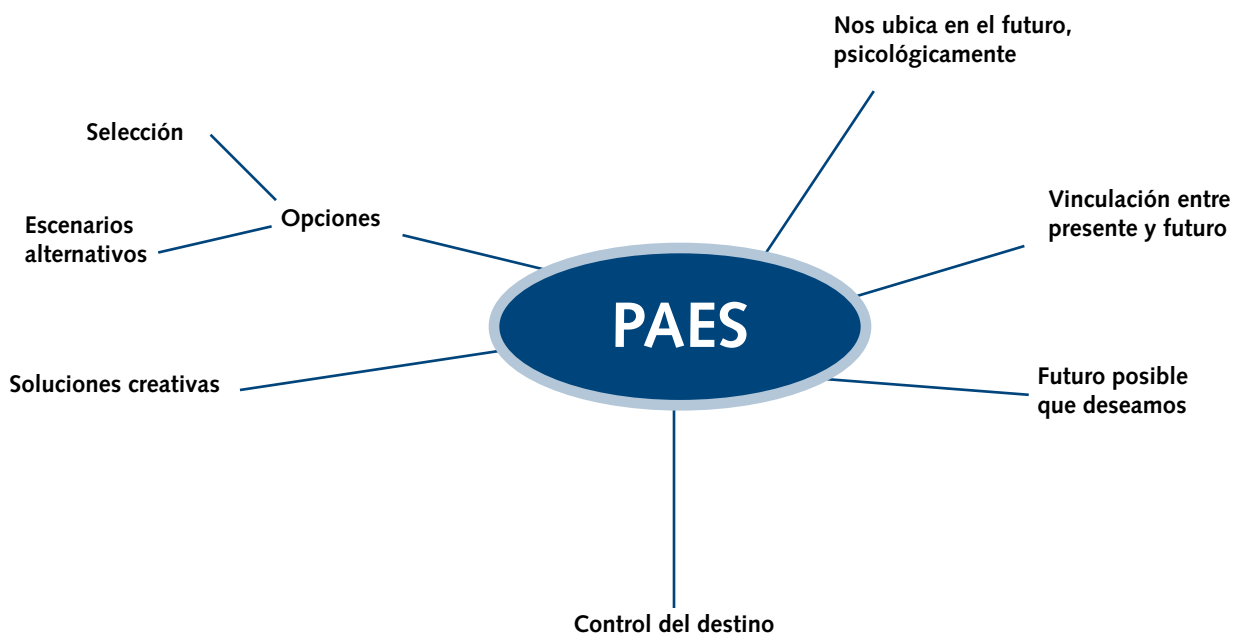 Nos ubica en el futuro,
psicológicamente
Selección
Vinculación entre
presente y futuro
Opciones
Escenarios
alternativos
PAES
Soluciones creativas
Futuro posible
que deseamos
Control del destino